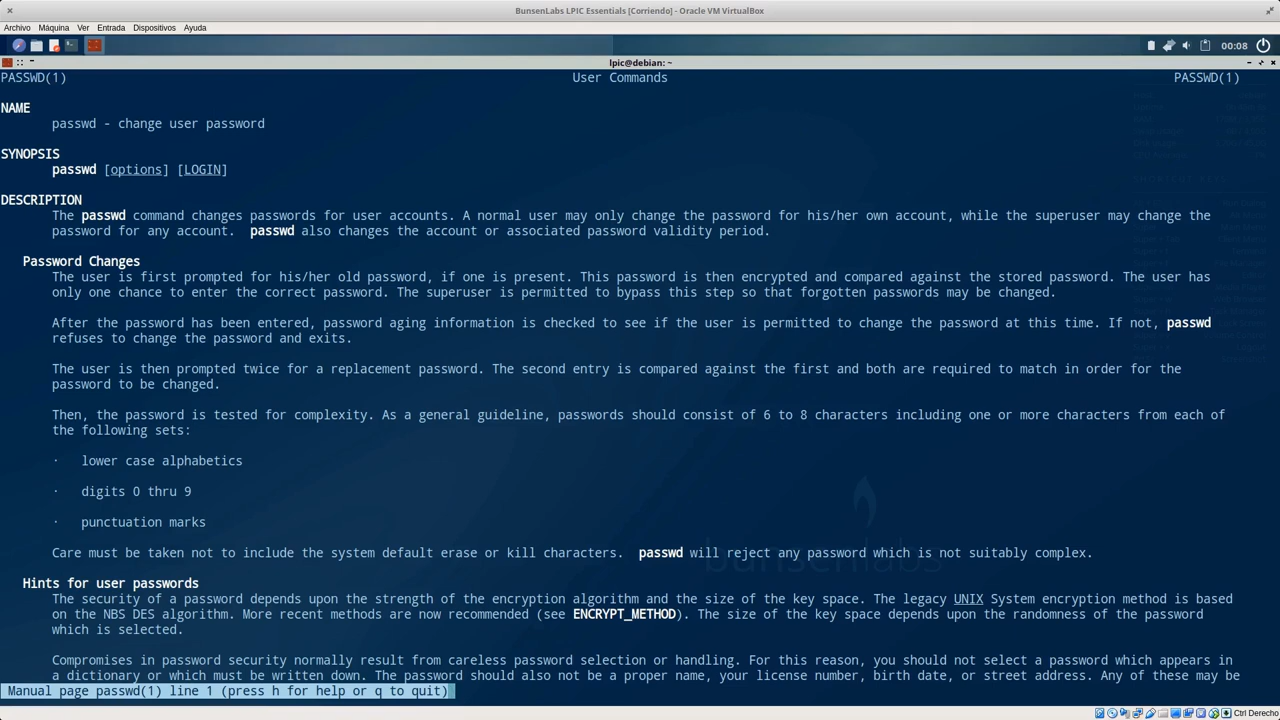 BunsenLabs LPIC Essentials [Corriendo] - Oracle VM VirtualBox
Archivo Máquina Ver Entrada Dispositivos Ayuda
00:08
lpic@debian: ~
PASSWD(1) User Commands PASSWD(1)
NAME
passwd - change user password
SYNOPSIS
passwd [options] [LOGIN]
DESCRIPTION
The passwd command changes passwords for user accounts. A normal user may only change the password for his/her own account, while the superuser may change the
password for any account. passwd also changes the account or associated password validity period.
Password Changes
The user is first prompted for his/her old password, if one is present. This password is then encrypted and compared against the stored password. The user has
only one chance to enter the correct password. The superuser is permitted to bypass this step so that forgotten passwords may be changed.
After the password has been entered, password aging information is checked to see if the user is permitted to change the password at this time. If not, passwd
refuses to change the password and exits.
The user is then prompted twice for a replacement password. The second entry is compared against the first and both are required to match in order for the
password to be changed.
Then, the password is tested for complexity. As a general guideline, passwords should consist of 6 to 8 characters including one or more characters from each of
the following sets:
· lower case alphabetics
· digits 0 thru 9
· punctuation marks
Care must be taken not to include the system default erase or kill characters. passwd will reject any password which is not suitably complex.
bunsenlabs
Hints for user passwords
The security of a password depends upon the strength of the encryption algorithm and the size of the key space. The legacy UNIX System encryption method is based
on the NBS DES algorithm. More recent methods are now recommended (see ENCRYPT_METHOD). The size of the key space depends upon the randomness of the password
which is selected.
Compromises in password security normally result from careless password selection or handling. For this reason, you should not select a password which appears in
a dictionary or which must be written down. The password should also not be a proper name, your license number, birth date, or street address. Any of these may be
Manual page passwd(1) line 1 (press h for help or q to quit)
Ctrl Derecho